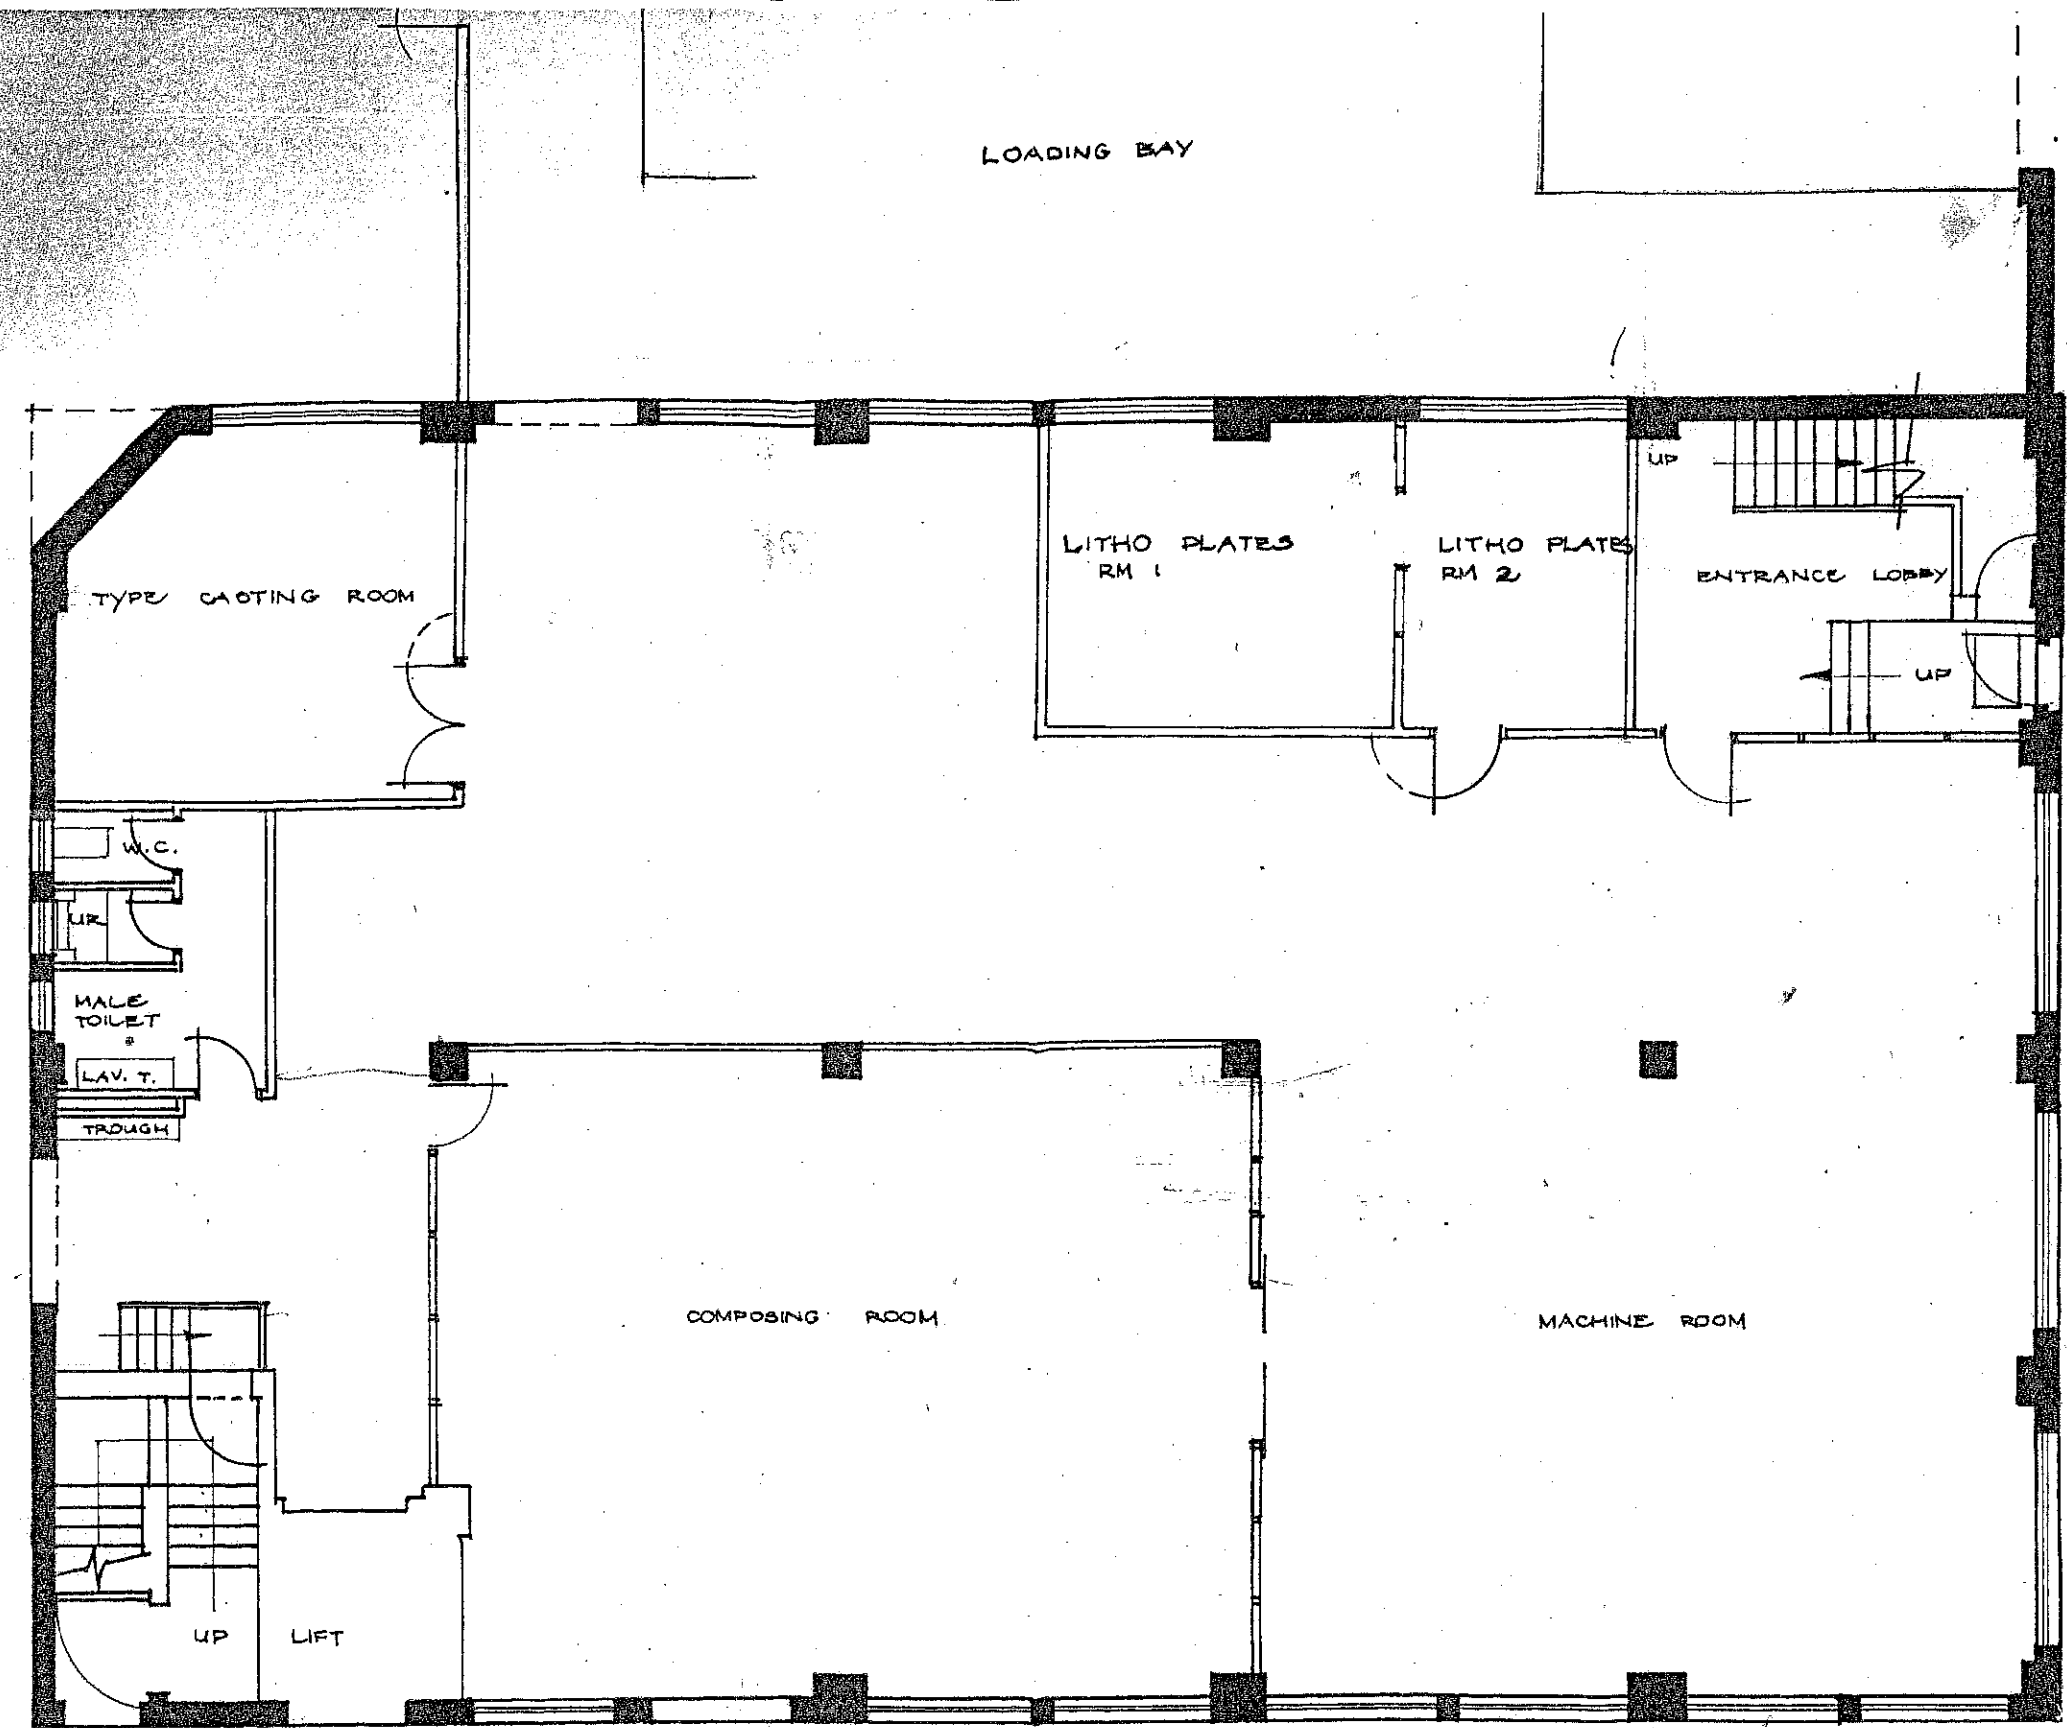 LOADING BAY
UP
LITHO PLATES
RM 1
LITHO PLATES
RM 2
ENTRANCE LOBBY
TYPE CASTING ROOM
UP
W.C.
UR
MALE
TOILET
LAV. T.
TROUGH
COMPOSING ROOM
MACHINE ROOM
UP
LIFT